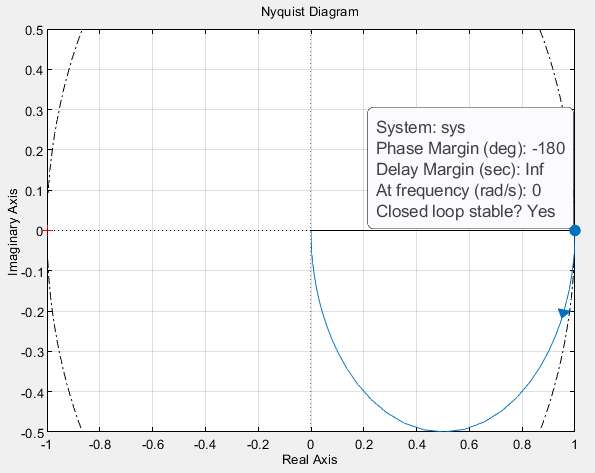 Nyquist Diagram
0.5
0.4
0.3
0.2
0.1
0
-0.1
-0.2
-0.3
-0.4
-0.5
Imaginary Axis
System: sys
Phase Margin (deg): -180
Delay Margin (sec): Inf
At frequency (rad/s): 0
Closed loop stable? Yes
-1 -0.8 -0.6 -0.4 -0.2 0 0.2 0.4 0.6 0.8 1
Real Axis